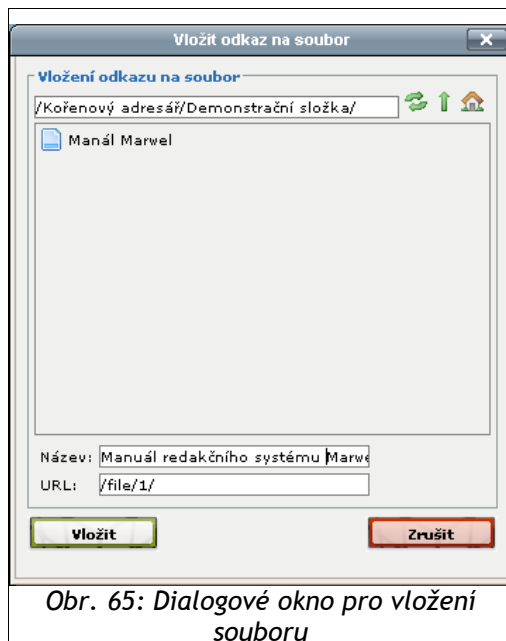 Vložit odkaz na soubor
Vložení odkazu na soubor
/Kořenový adresář/Demonstrační složka/
Manál Marwel
Název: Manuál redakčního systému Marwe
URL: /file/1/
Vložit Zrušit
Obr. 65: Dialogové okno pro vložení
souboru